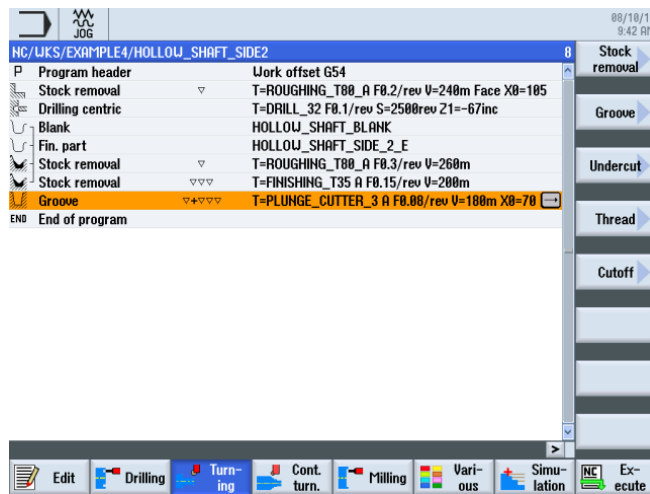 JOG
08/10/1
9:42 AM
NC/WKS/EXAMPLE4/HOLLOW_SHAFT_SIDE2 8
P Program header Work offset G54
Stock removal ▽ T=ROUGHING_T80_A F0.2/rev V=240m Face X0=105
Drilling centric T=DRILL_32 F0.1/rev S=2500rev Z1=-67inc
Blank HOLLOW_SHAFT_BLANK
Fin. part HOLLOW_SHAFT_SIDE_2_E
Stock removal ▽ T=ROUGHING_T80_A F0.3/rev V=260m
Stock removal ▽▽▽ T=FINISHING_T35 A F0.15/rev V=200m
Groove ▽+▽▽▽ T=PLUNGE_CUTTER_3 A F0.08/rev V=180m X0=70
END End of program
Stock
removal
Groove
Undercut
Thread
Cutoff
>
Edit
Drilling
Turn-
ing
Cont.
turn.
Milling
Vari-
ous
Simu-
lation
NC
Ex-
ecute